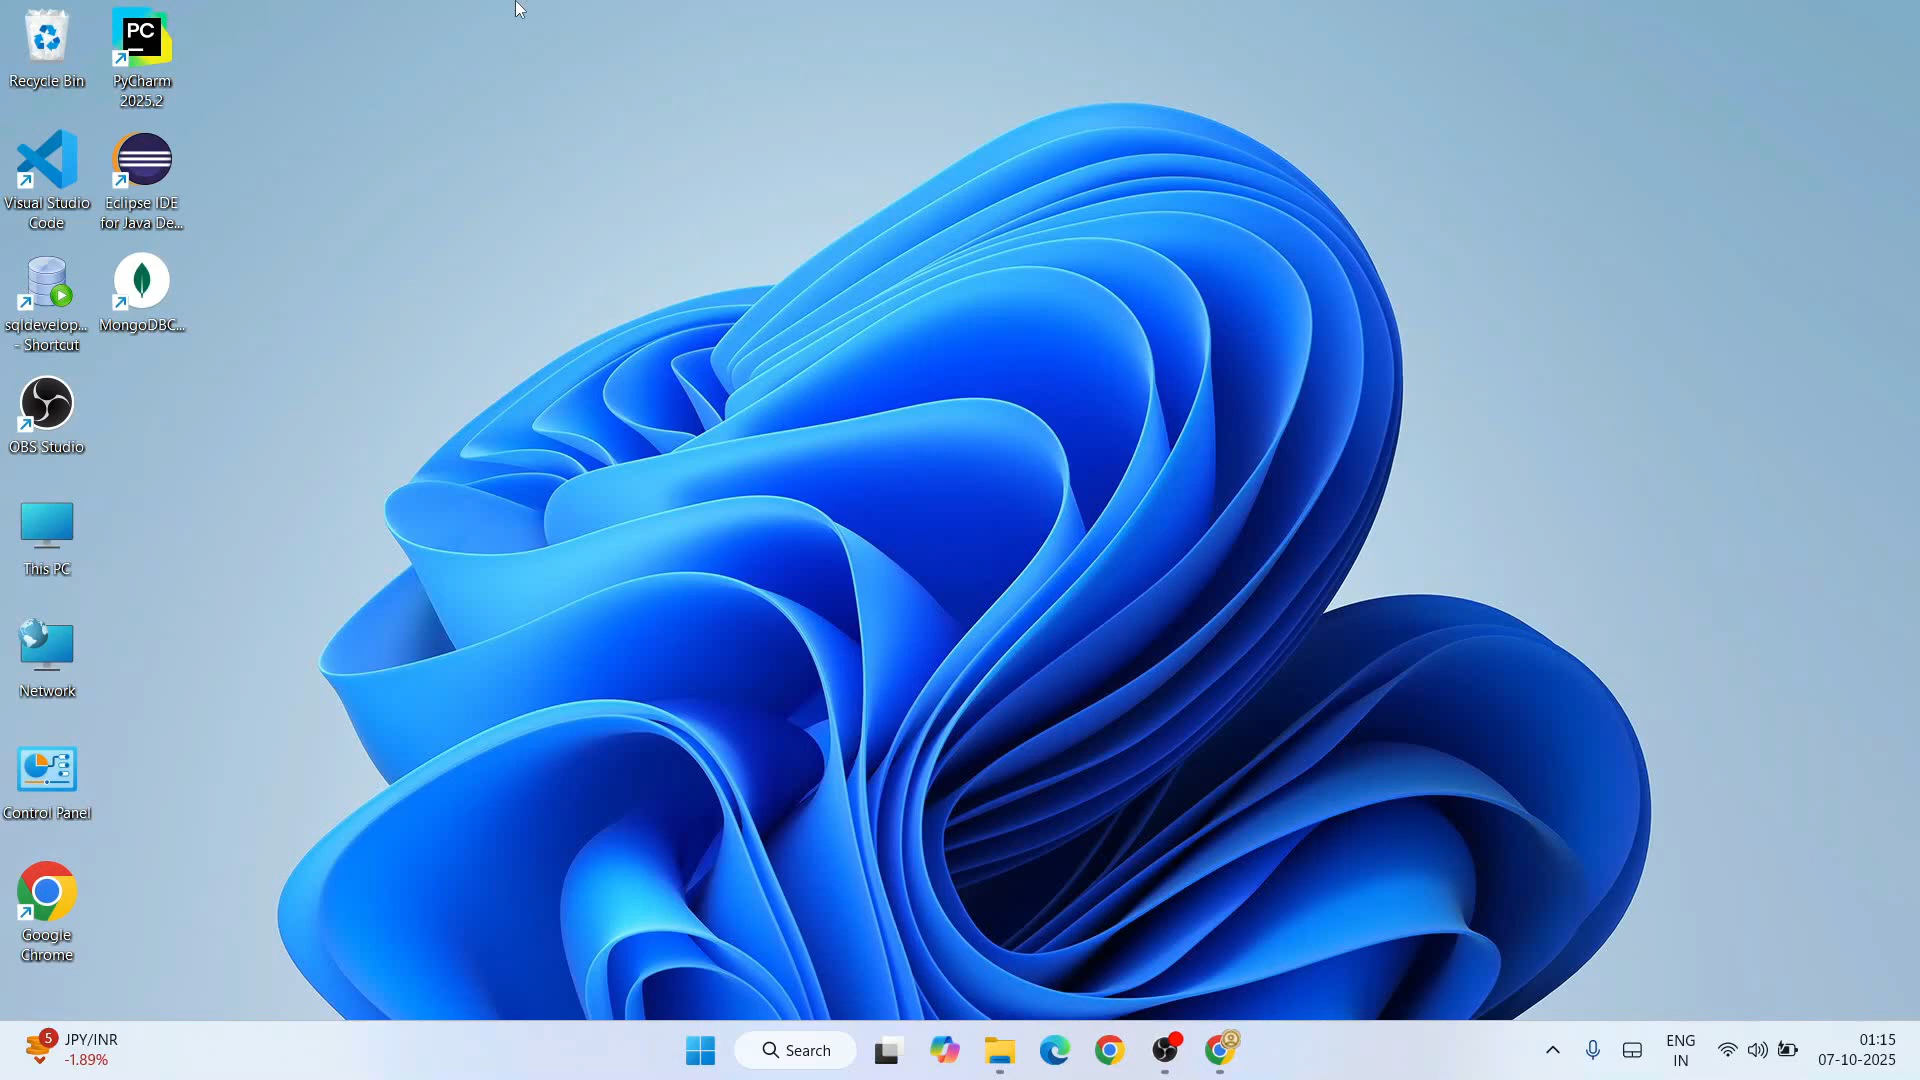 Recycle Bin
PC
PyCharm
2025.2
Visual Studio
Code
Eclipse IDE
for Java De...
sqldevelop...
- Shortcut
MongoDBC...
OBS Studio
This PC
Network
Control Panel
Google
Chrome
5
JPY/INR
-1.89%
Search
ENG
IN
01:15
07-10-2025